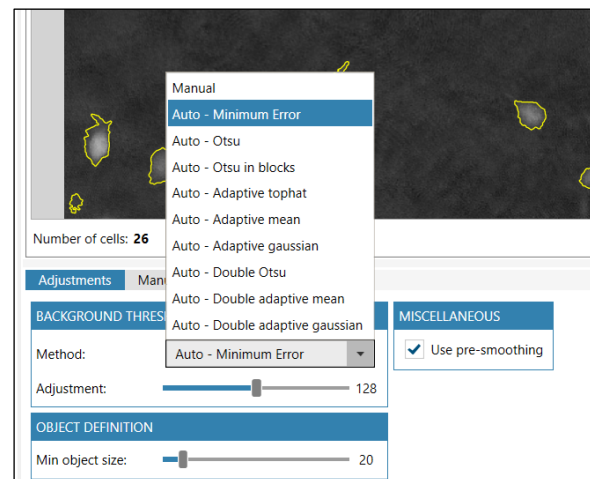 Manual
Auto - Minimum Error
Auto - Otsu
Auto - Otsu in blocks
Auto - Adaptive tophat
Auto - Adaptive mean
Auto - Adaptive gaussian
Auto - Double Otsu
Auto - Double adaptive mean
Auto - Double adaptive gaussian
Number of cells: 26
Adjustments Manu
BACKGROUND THRES MISCELLANEOUS
Method: Auto - Minimum Error Use pre-smoothing
Adjustment: 128
OBJECT DEFINITION
Min object size: 20